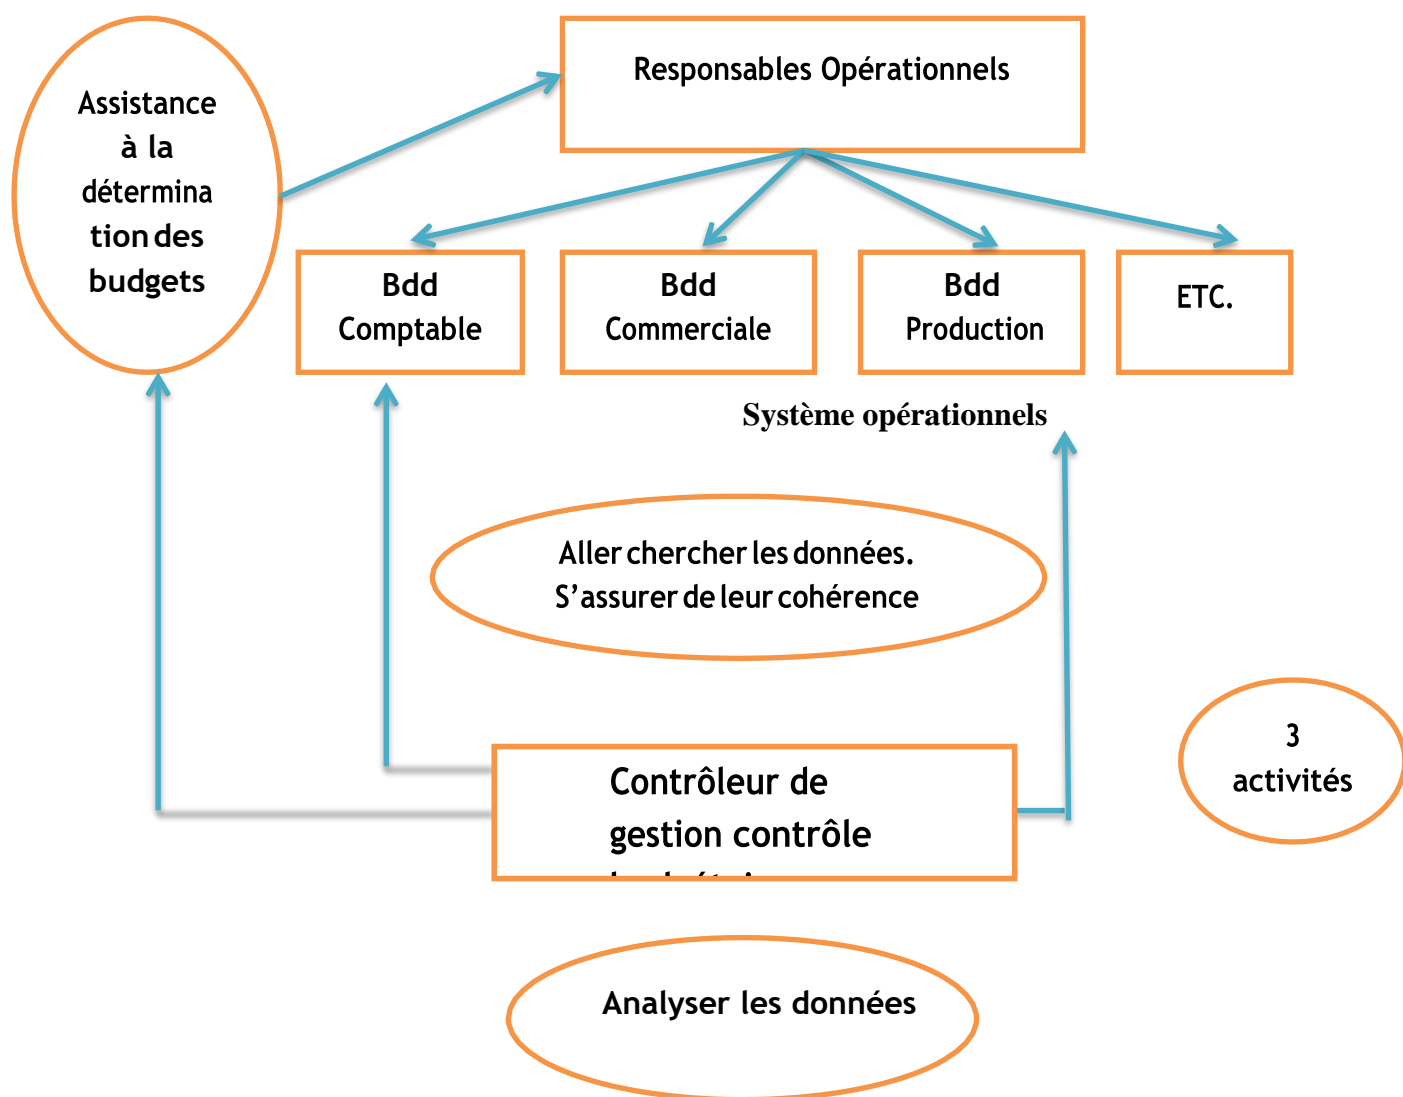 Responsables Opérationnels
Assistance
à la
détermina
tion des
budgets
Bdd
Comptable
Bdd
Commerciale
Bdd
Production
ETC.
Système opérationnels
Aller chercher les données.
S’assurer de leur cohérence
3
activités
Contrôleur de
gestion contrôle
Analyser les données